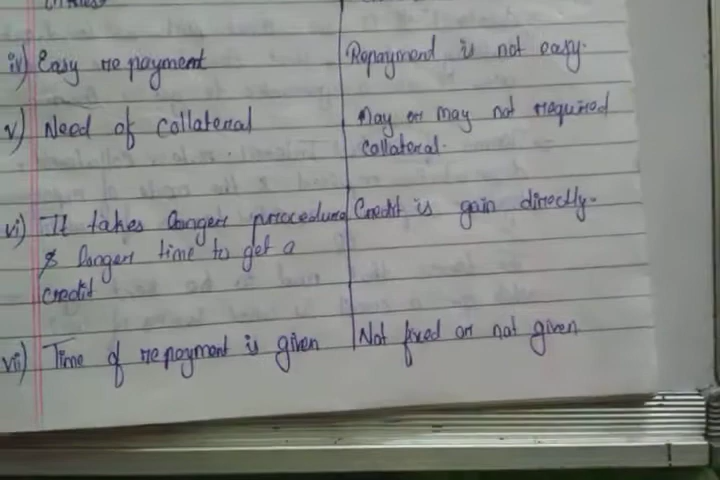 iv) Easy repayment
Repayment is not easy.
v) Need of collateral
May or may not required
collateral.
vi) It takes longer procedure
& longer time to get a
credit
Credit is gain directly.
vii) Time of repayment is given
Not fixed or not given